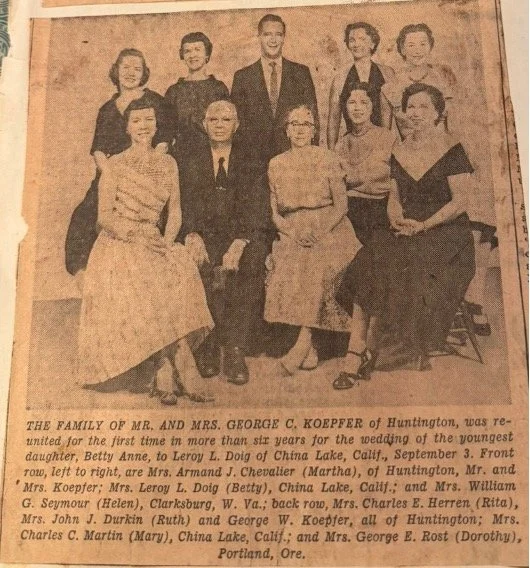 THE FAMILY OF MR. AND MRS. GEORGE C. KOEPFER of Huntington, was re-
united for the first time in more than six years for the wedding of the youngest
daughter, Betty Anne, to Leroy L. Doig of China Lake, Calif., September 3. Front
row, left to right, are Mrs. Armand J. Chevalier (Martha), of Huntington, Mr. and
Mrs. Koepfer; Mrs. Leroy L. Doig (Betty), China Lake, Calif.; and Mrs. William
G. Seymour (Helen), Clarksburg, W. Va.; back row, Mrs. Charles E. Herren (Rita),
Mrs. John J. Durkin (Ruth) and George W. Koepfer, all of Huntington; Mrs.
Charles C. Martin (Mary), China Lake, Calif.; and Mrs. George E. Rost (Dorothy),
Portland, Ore.